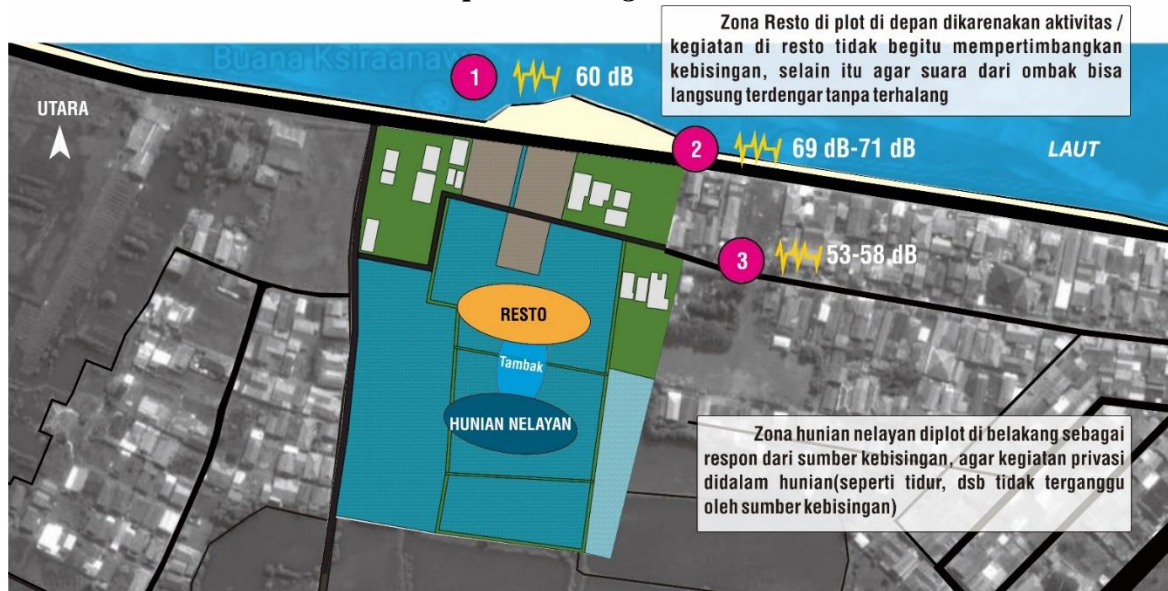 Zona Resto di plot di depan dikarenakan aktivitas /
kegiatan di resto tidak begitu mempertimbangkan
kebisingan, selain itu agar suara dari ombak bisa
langsung terdengar tanpa terhalang
Buana Ksiraanaw
1
60 dB
UTARA
2
69 dB-71 dB
LAUT
3
53-58 dB
RESTO
Tambak
HUNIAN NELAYAN
Zona hunian nelayan diplot di belakang sebagai
respon dari sumber kebisingan, agar kegiatan privasi
didalam hunian(seperti tidur, dsb tidak terganggu
oleh sumber kebisingan)